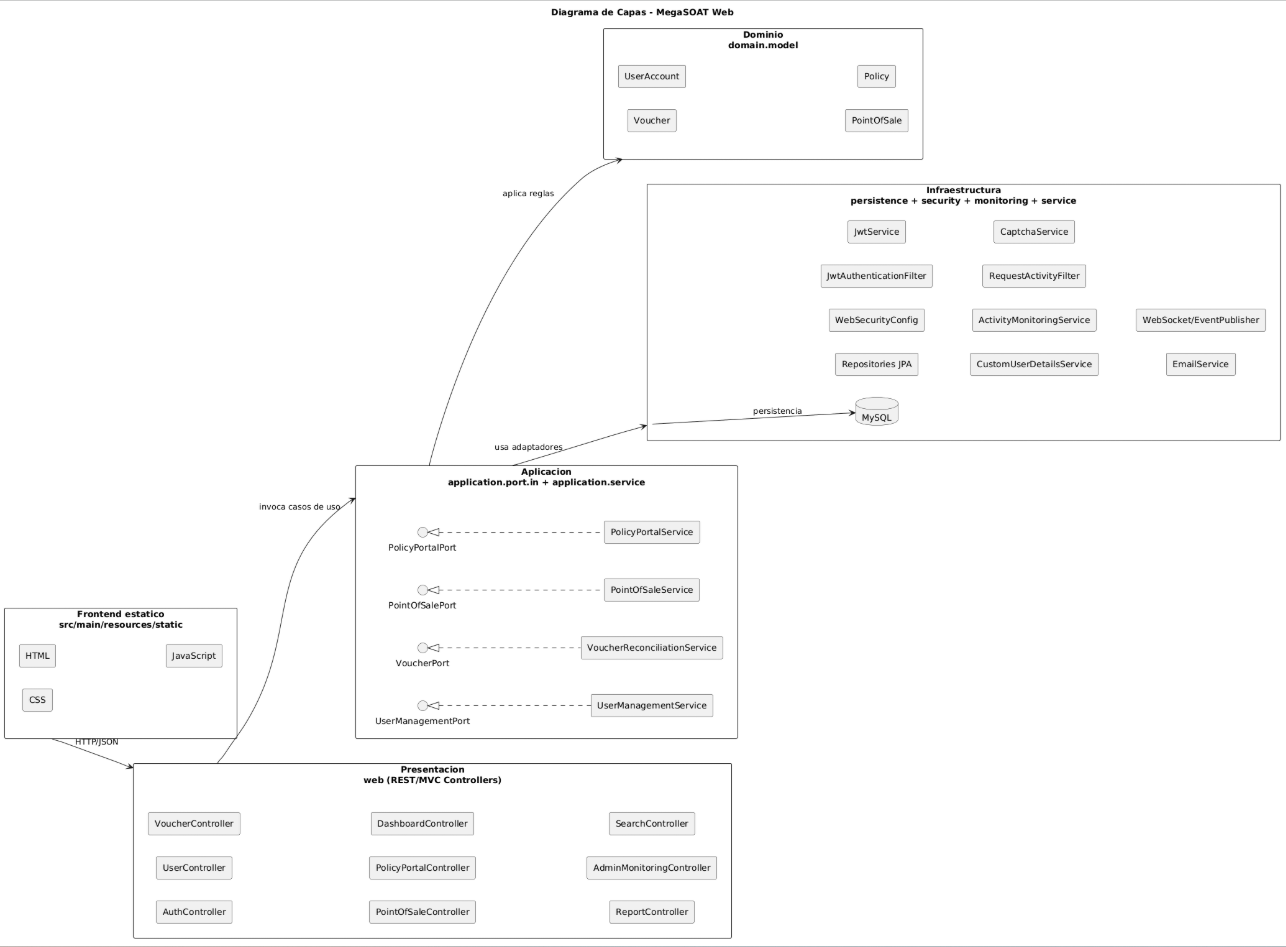 Diagrama de Capas - MegaSOAT Web
Dominio
domain.model
UserAccount
Policy
Voucher
PointOfSale
aplica reglas
Infraestructura
persistence + security + monitoring + service
JwtService
CaptchaService
JwtAuthenticationFilter
RequestActivityFilter
WebSecurityConfig
ActivityMonitoringService
WebSocket/EventPublisher
Repositories JPA
CustomUserDetailsService
EmailService
persistencia
MySQL
usa adaptadores
Aplicacion
application.port.in + application.service
invoca casos de uso
PolicyPortalService
PolicyPortalPort
PointOfSaleService
PointOfSalePort
VoucherReconciliationService
VoucherPort
UserManagementService
UserManagementPort
Frontend estatico
src/main/resources/static
HTML
JavaScript
CSS
HTTP/JSON
Presentacion
web (REST/MVC Controllers)
VoucherController
DashboardController
SearchController
UserController
PolicyPortalController
AdminMonitoringController
AuthController
PointOfSaleController
ReportController